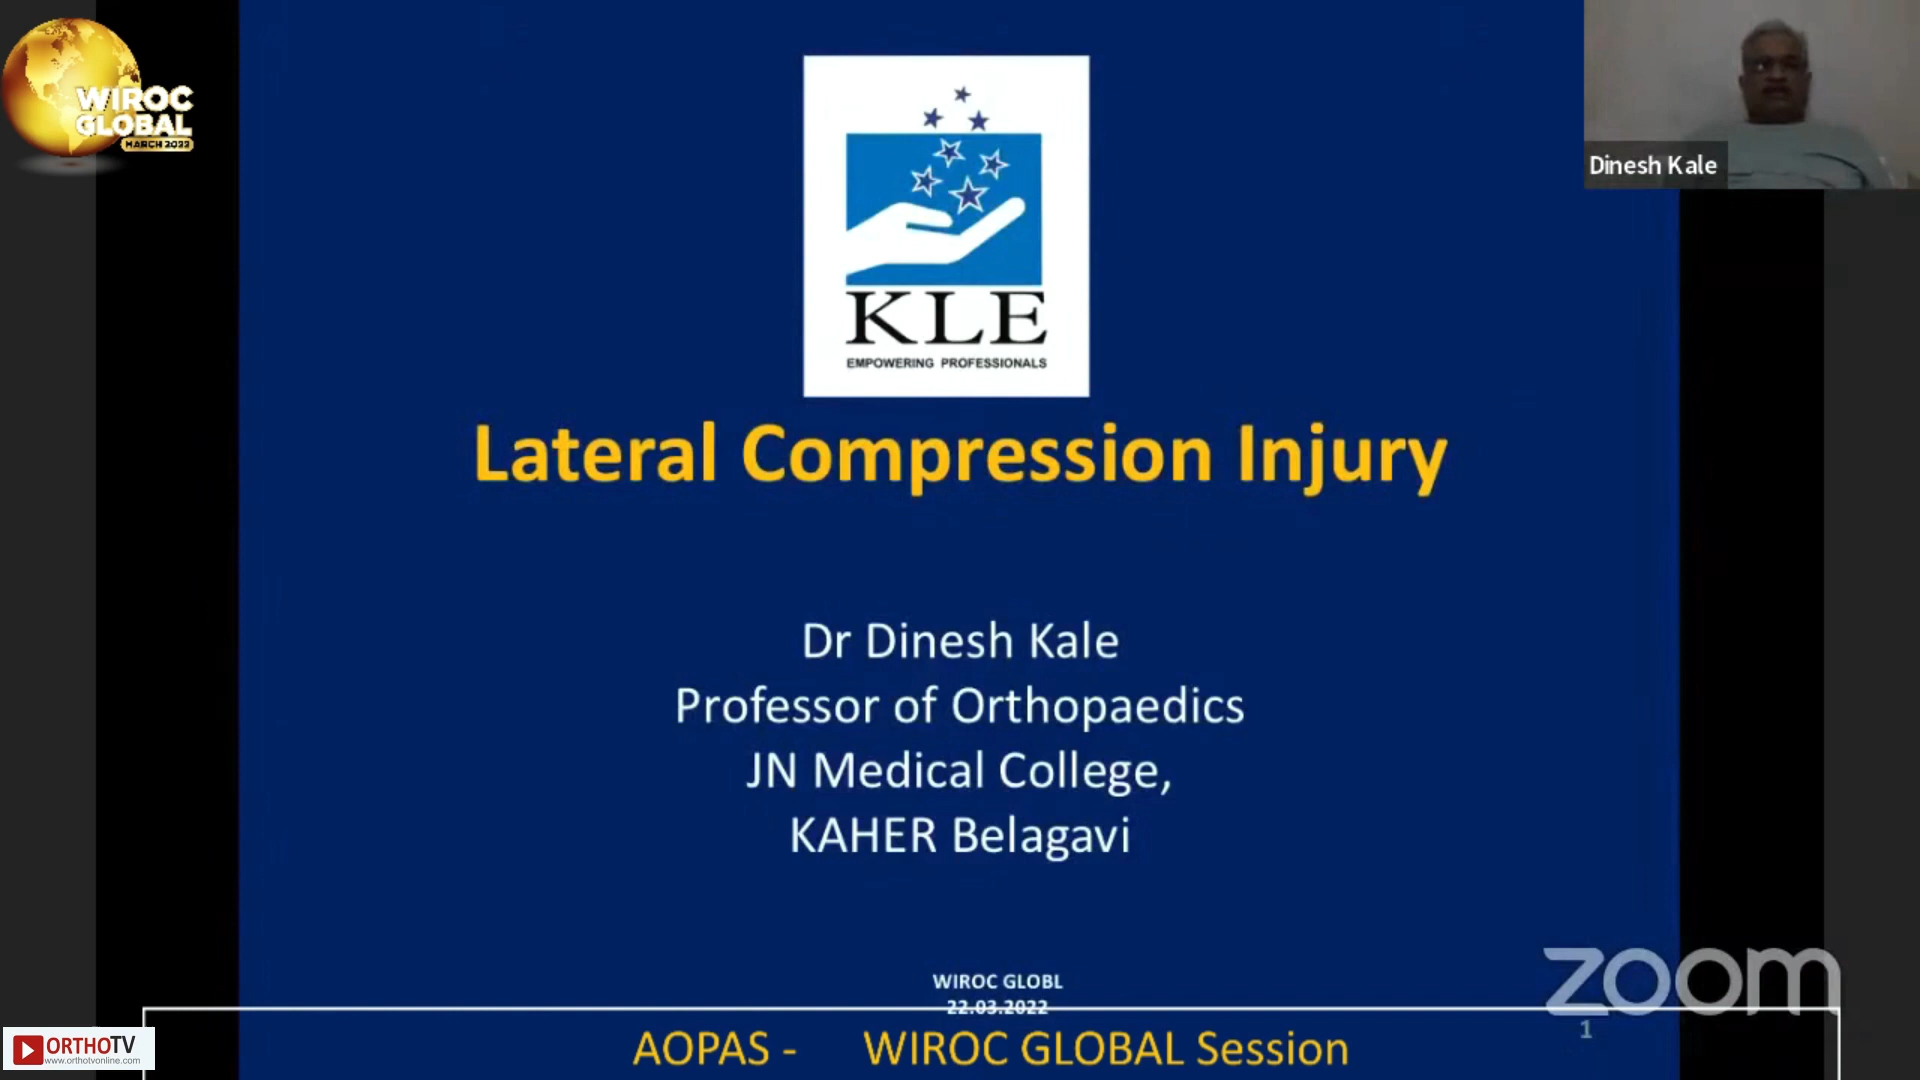 WIROC
GLOBAL
MARCH 2022
Dinesh Kale
KLE
EMPOWERING PROFESSIONALS
Lateral Compression Injury
Dr Dinesh Kale
Professor of Orthopaedics
JN Medical College,
KAHER Belagavi
WIROC GLOBL
22.03.2022
zoom
1
AOPAS - WIROC GLOBAL Session
ORTHOTV
www.orthotvonline.com